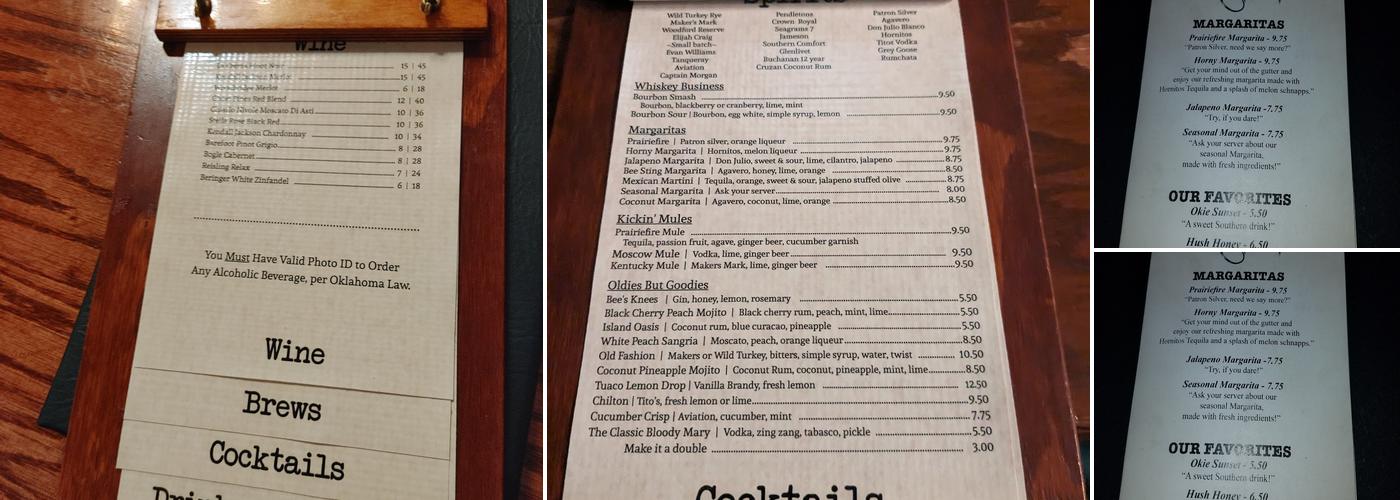 Wine
15 | 45
15 | 45
6 | 18
Red Blend 12 | 40
Moscato Di Asti 10 | 36
Stella Rose Black Red 10 | 36
Kendall Jackson Chardonnay 10 | 34
Barefoot Pinot Grigio 8 | 28
Bogle Cabernet 8 | 28
Reisling Relax 7 | 24
Beringer White Zinfandel 6 | 18
You Must Have Valid Photo ID to Order
Any Alcoholic Beverage, per Oklahoma Law.
Wine
Brews
Cocktails
Spirits
Wild Turkey Rye
Maker's Mark
Woodford Reserve
Elijah Craig
~Small batch~
Evan Williams
Tanqueray
Aviation
Captain Morgan
Pendletons
Crown Royal
Seagrams 7
Jameson
Southern Comfort
Glenlivet
Buchanan 12 year
Cruzan Coconut Rum
Patron Silver
Agavero
Don Julio Blanco
Hornitos
Titos Vodka
Grey Goose
Rumchata
Whiskey Business
Bourbon Smash 9.50
Bourbon, blackberry or cranberry, lime, mint
Bourbon Sour | Bourbon, egg white, simple syrup, lemon 9.50
Margaritas
Prairiefire | Patron silver, orange liqueur 9.75
Horny Margarita | Hornitos, melon liqueur 9.75
Jalapeno Margarita | Don Julio, sweet & sour, lime, cilantro, jalapeno 8.75
Bee Sting Margarita | Agavero, honey, lime, orange 8.50
Mexican Martini | Tequila, orange, sweet & sour, jalapeno stuffed olive 8.75
Seasonal Margarita | Ask your server 8.00
Coconut Margarita | Agavero, coconut, lime, orange 8.50
Kickin' Mules
Prairiefire Mule 9.50
Tequila, passion fruit, agave, ginger beer, cucumber garnish
Moscow Mule | Vodka, lime, ginger beer 9.50
Kentucky Mule | Makers Mark, lime, ginger beer 9.50
Oldies But Goodies
Bee's Knees | Gin, honey, lemon, rosemary 5.50
Black Cherry Peach Mojito | Black cherry rum, peach, mint, lime 5.50
Island Oasis | Coconut rum, blue curacao, pineapple 5.50
White Peach Sangria | Moscato, peach, orange liqueur 8.50
Old Fashion | Makers or Wild Turkey, bitters, simple syrup, water, twist 10.50
Coconut Pineapple Mojito | Coconut Rum, coconut, pineapple, mint, lime 8.50
Tuaco Lemon Drop | Vanilla Brandy, fresh lemon 12.50
Chilton | Tito's, fresh lemon or lime 9.50
Cucumber Crisp | Aviation, cucumber, mint 7.75
The Classic Bloody Mary | Vodka, zing zang, tabasco, pickle 5.50
Make it a double 3.00
Cocktails
MARGARITAS
Prairiefire Margarita - 9.75
"Patron Silver, need we say more?"
Horny Margarita - 9.75
"Get your mind out of the gutter and
enjoy our refreshing margarita made with
Hornitos Tequila and a splash of melon schnapps."
Jalapeno Margarita -7.75
"Try, if you dare!"
Seasonal Margarita - 7.75
"Ask your server about our
seasonal Margarita,
made with fresh ingredients!"
OUR FAVORITES
Okie Sunset - 5.50
"A sweet Southern drink!"
Hush Honey - 6.50
MARGARITAS
Prairiefire Margarita - 9.75
"Patron Silver, need we say more?"
Horny Margarita - 9.75
"Get your mind out of the gutter and
enjoy our refreshing margarita made with
Hornitos Tequila and a splash of melon schnapps."
Jalapeno Margarita -7.75
"Try, if you dare!"
Seasonal Margarita - 7.75
"Ask your server about our
seasonal Margarita,
made with fresh ingredients!"
OUR FAVORITES
Okie Sunset - 5.50
"A sweet Southern drink!"
Hush Honey - 6.50